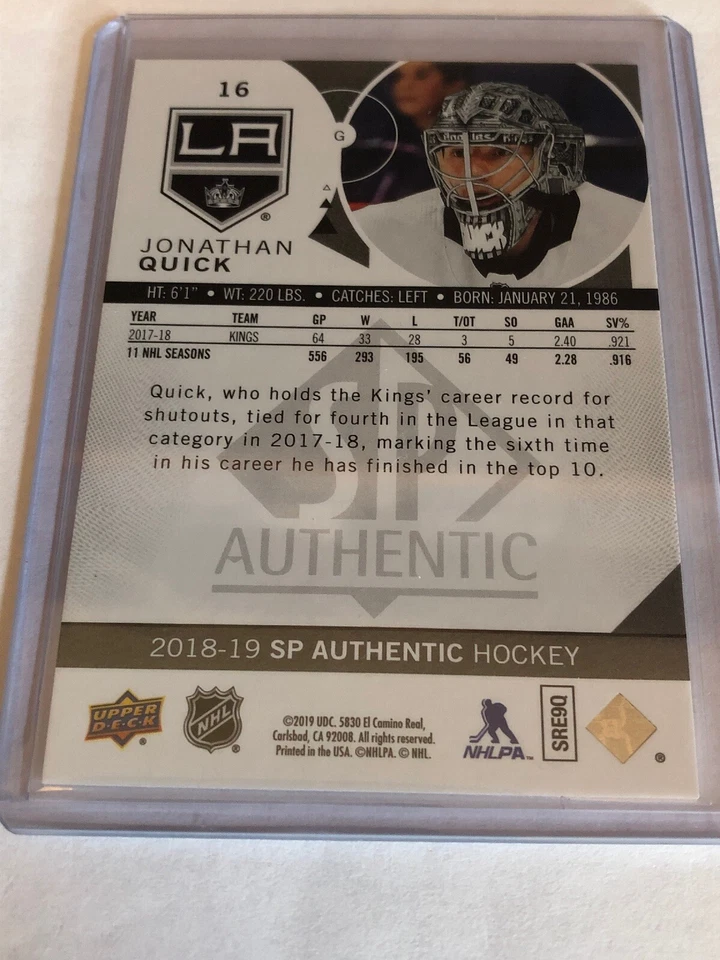 16
LA
®
G
JONATHAN
QUICK
HT: 6'1" • WT: 220 LBS. • CATCHES: LEFT • BORN: JANUARY 21, 1986
YEAR TEAM GP W L T/OT SO GAA SV%
2017-18 KINGS 64 33 28 3 5 2.40 .921
11 NHL SEASONS 556 293 195 56 49 2.28 .916
Quick, who holds the Kings' career record for
shutouts, tied for fourth in the League in that
category in 2017-18, marking the sixth time
in his career he has finished in the top 10.
SP
AUTHENTIC
2018-19 SP AUTHENTIC HOCKEY
UPPER
DECK
®
NHL
®
©2019 UDC. 5830 El Camino Real,
Carlsbad, CA 92008. All rights reserved.
Printed in the USA. ©NHLPA. © NHL.
NHLPA™
SRE9Q
®